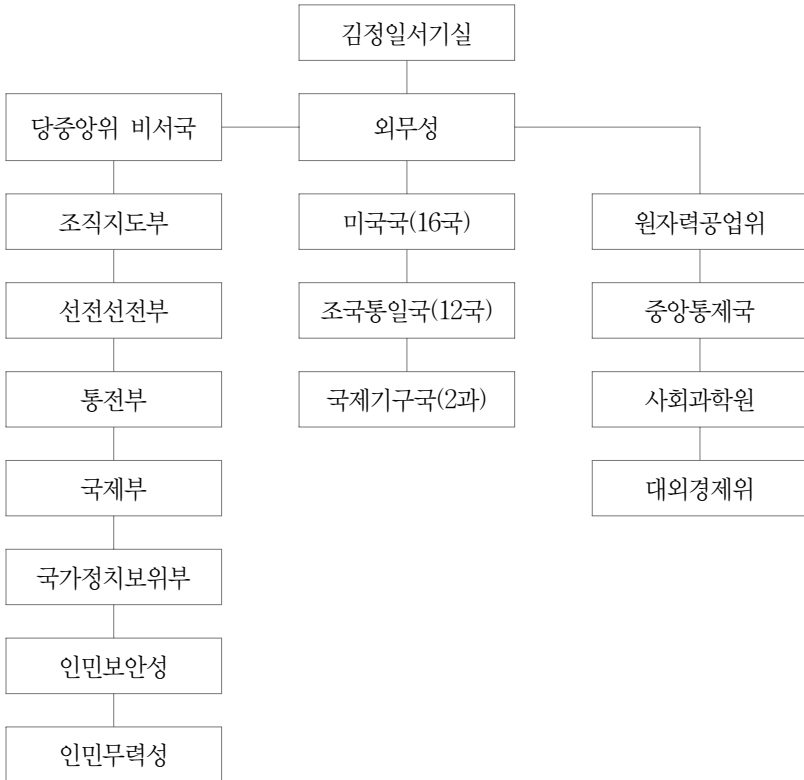 김정일서기실
당중앙위 비서국
외무성
조직지도부
미국국(16국)
원자력공업위
선전선전부
조국통일국(12국)
중앙통제국
통전부
국제기구국(2과)
사회과학원
국제부
대외경제위
국가정치보위부
인민보안성
인민무력성